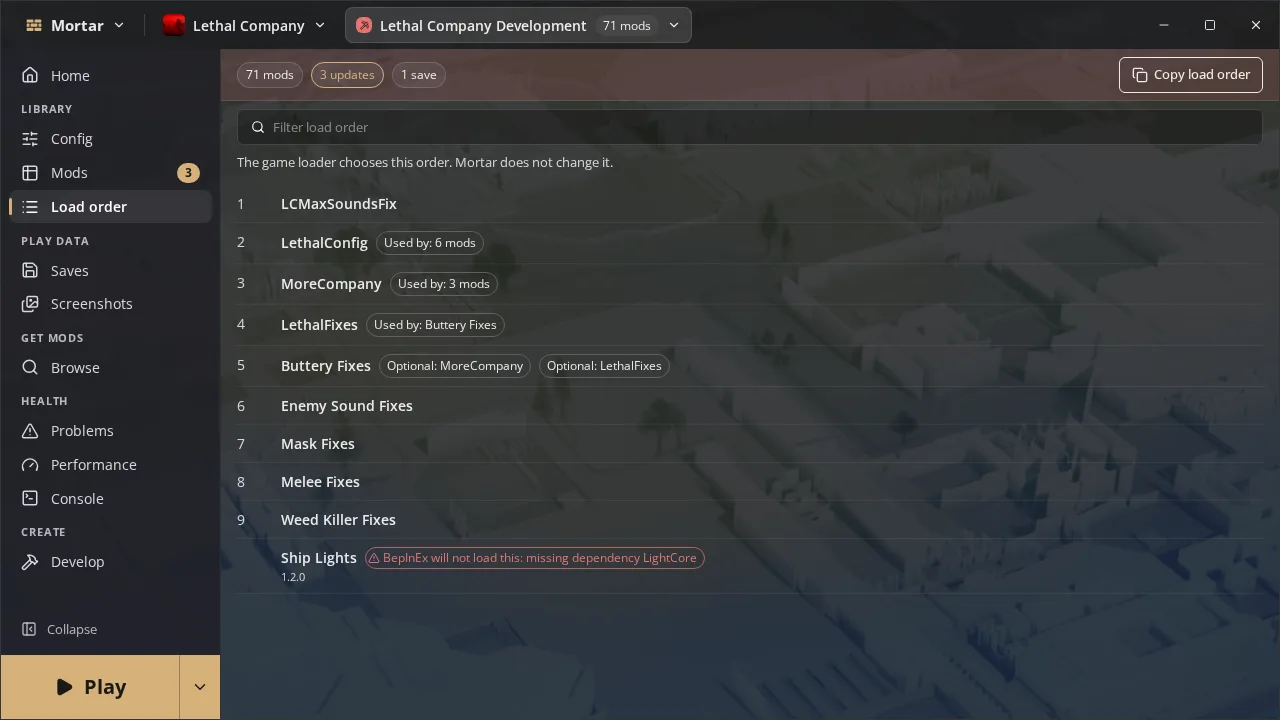 Mortar
Lethal Company
Lethal Company Development 71 mods
Home
LIBRARY
Config
Mods 3
Load order
PLAY DATA
Saves
Screenshots
GET MODS
Browse
HEALTH
Problems
Performance
Console
CREATE
Develop
Collapse
Play
71 mods 3 updates 1 save
Copy load order
Filter load order
The game loader chooses this order. Mortar does not change it.
1 LCMaxSoundsFix
2 LethalConfig Used by: 6 mods
3 MoreCompany Used by: 3 mods
4 LethalFixes Used by: Buttery Fixes
5 Buttery Fixes Optional: MoreCompany Optional: LethalFixes
6 Enemy Sound Fixes
7 Mask Fixes
8 Melee Fixes
9 Weed Killer Fixes
Ship Lights BepInEx will not load this: missing dependency LightCore
1.2.0